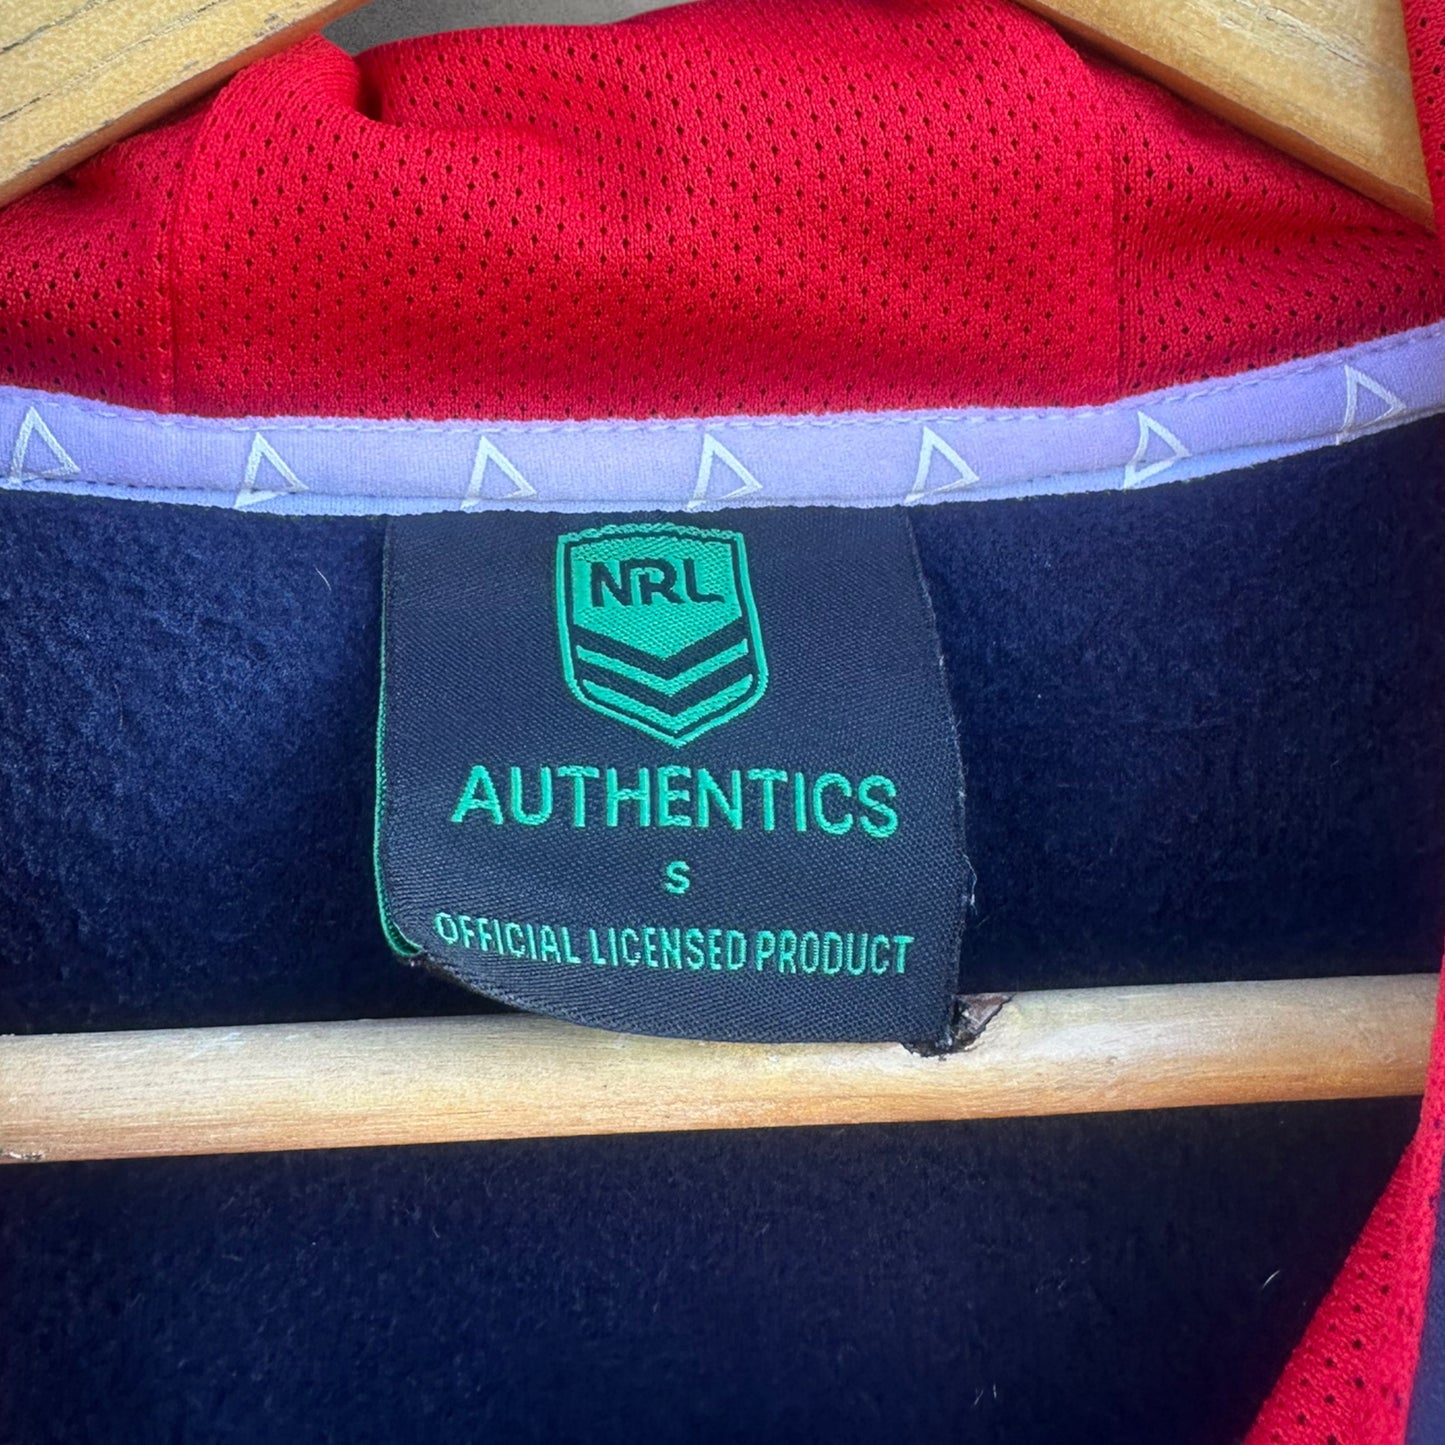 NRL
AUTHENTICS
S
OFFICIAL LICENSED PRODUCT